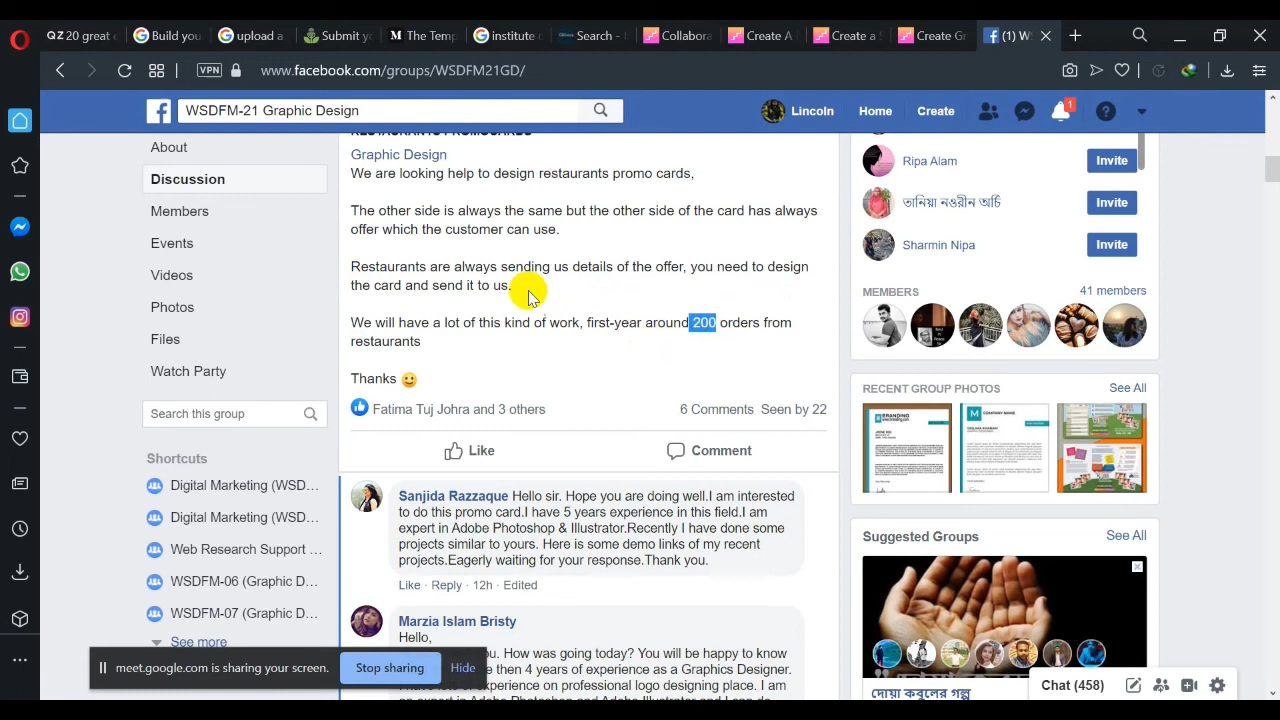 20 great
Build you
upload a
Submit yo
The Temp
institute o
Search -
Collabora
Create A
Create a S
Create Gr
(1) WS
VPN
www.facebook.com/groups/WSDFM21GD/
WSDFM-21 Graphic Design
Lincoln
Home
Create
1
About
Discussion
Members
Events
Videos
Photos
Files
Watch Party
Search this group
Shortcuts
Digital Marketing (WSD...
Digital Marketing (WSD...
Web Research Support ...
WSDFM-06 (Graphic D...
WSDFM-07 (Graphic D...
See more
RESTAURANTS PROMOCARDS
Graphic Design
We are looking help to design restaurants promo cards,
The other side is always the same but the other side of the card has always
offer which the customer can use.
Restaurants are always sending us details of the offer, you need to design
the card and send it to us.
We will have a lot of this kind of work, first-year around 200 orders from
restaurants
Thanks
Fatima Tuj Johra and 3 others
6 Comments Seen by 22
Like
Comment
Sanjida Razzaque Hello sir. Hope you are doing well.I am interested
to do this promo card.I have 5 years experience in this field.I am
expert in Adobe Photoshop & Illustrator.Recently I have done some
projects similar to yours. Here is some demo links of my recent
projects.Eagerly waiting for your response.Thank you.
Like · Reply · 12h · Edited
Marzia Islam Bristy
Hello,
u. How was going today? You will be happy to know
e then 4 years of experience as a Graphics Designer.
experience on professional logo designing place. I am
Ripa Alam
Invite
তানিয়া নওরীন অর্চি
Invite
Sharmin Nipa
Invite
MEMBERS
41 members
RECENT GROUP PHOTOS
See All
BRANDING
COMPANY NAME
Suggested Groups
See All
দোয়া কবুলের গল্প
Chat (458)
meet.google.com is sharing your screen.
Stop sharing
Hide